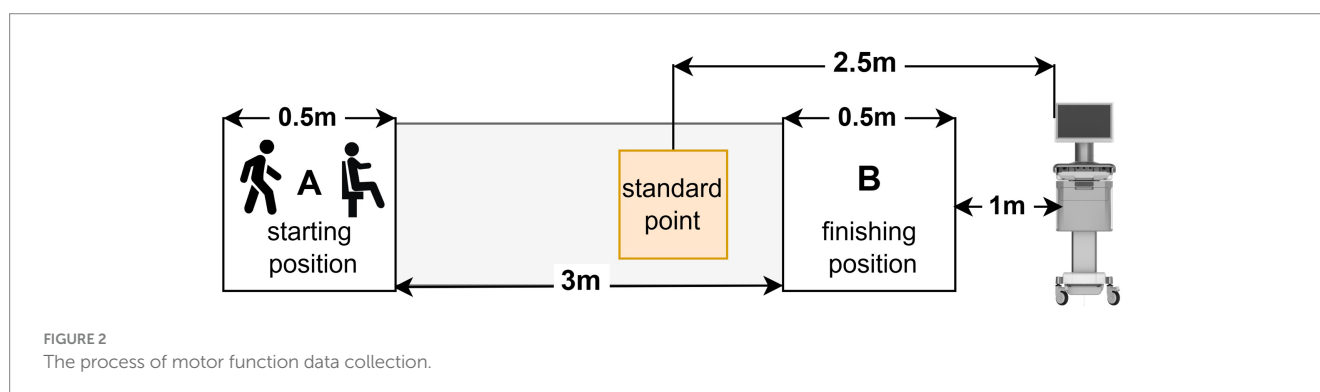 2.5m
0.5m
0.5m
A
B
standard
point
1m
starting
position
finishing
position
3m
FIGURE 2
The process of motor function data collection.